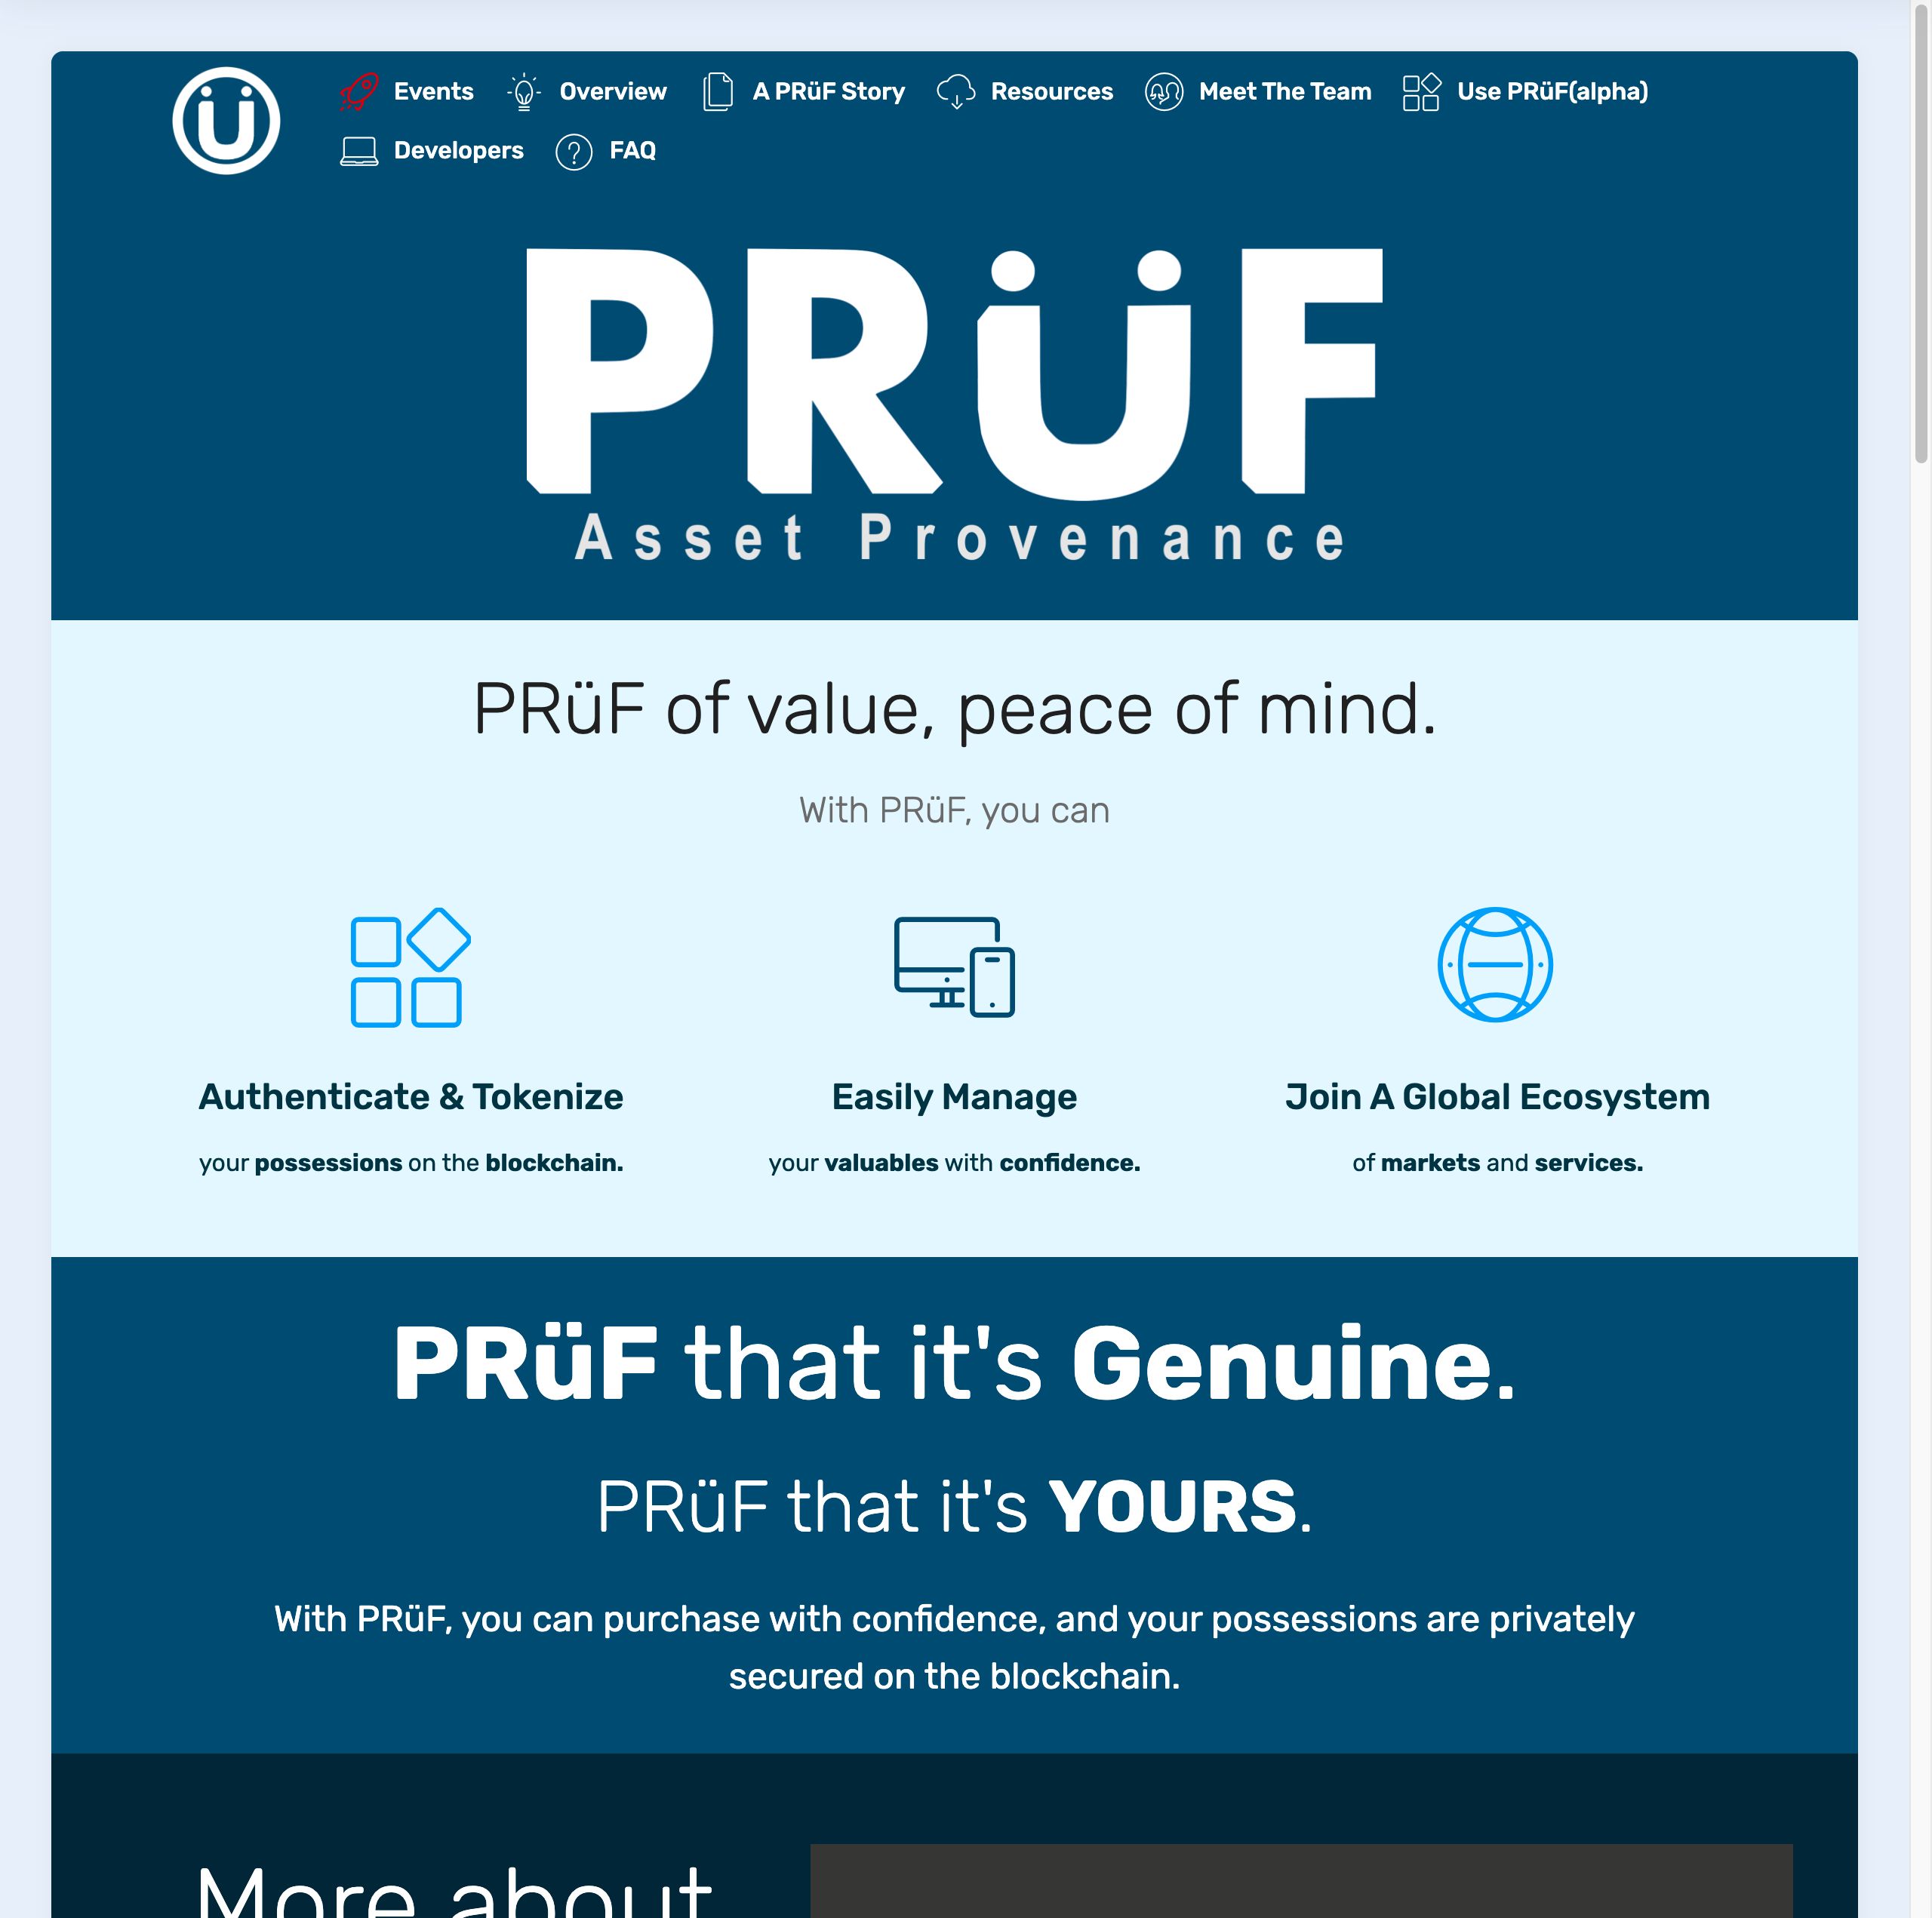 Ü
Events Overview A PRüF Story Resources Meet The Team Use PRüF(alpha)
Developers FAQ
PRÜF
Asset Provenance
PRüF of value, peace of mind.
With PRüF, you can
Authenticate & Tokenize
your possessions on the blockchain.
Easily Manage
your valuables with confidence.
Join A Global Ecosystem
of markets and services.
PRüF that it's Genuine.
PRüF that it's YOURS.
With PRüF, you can purchase with confidence, and your possessions are privately
secured on the blockchain.
More about